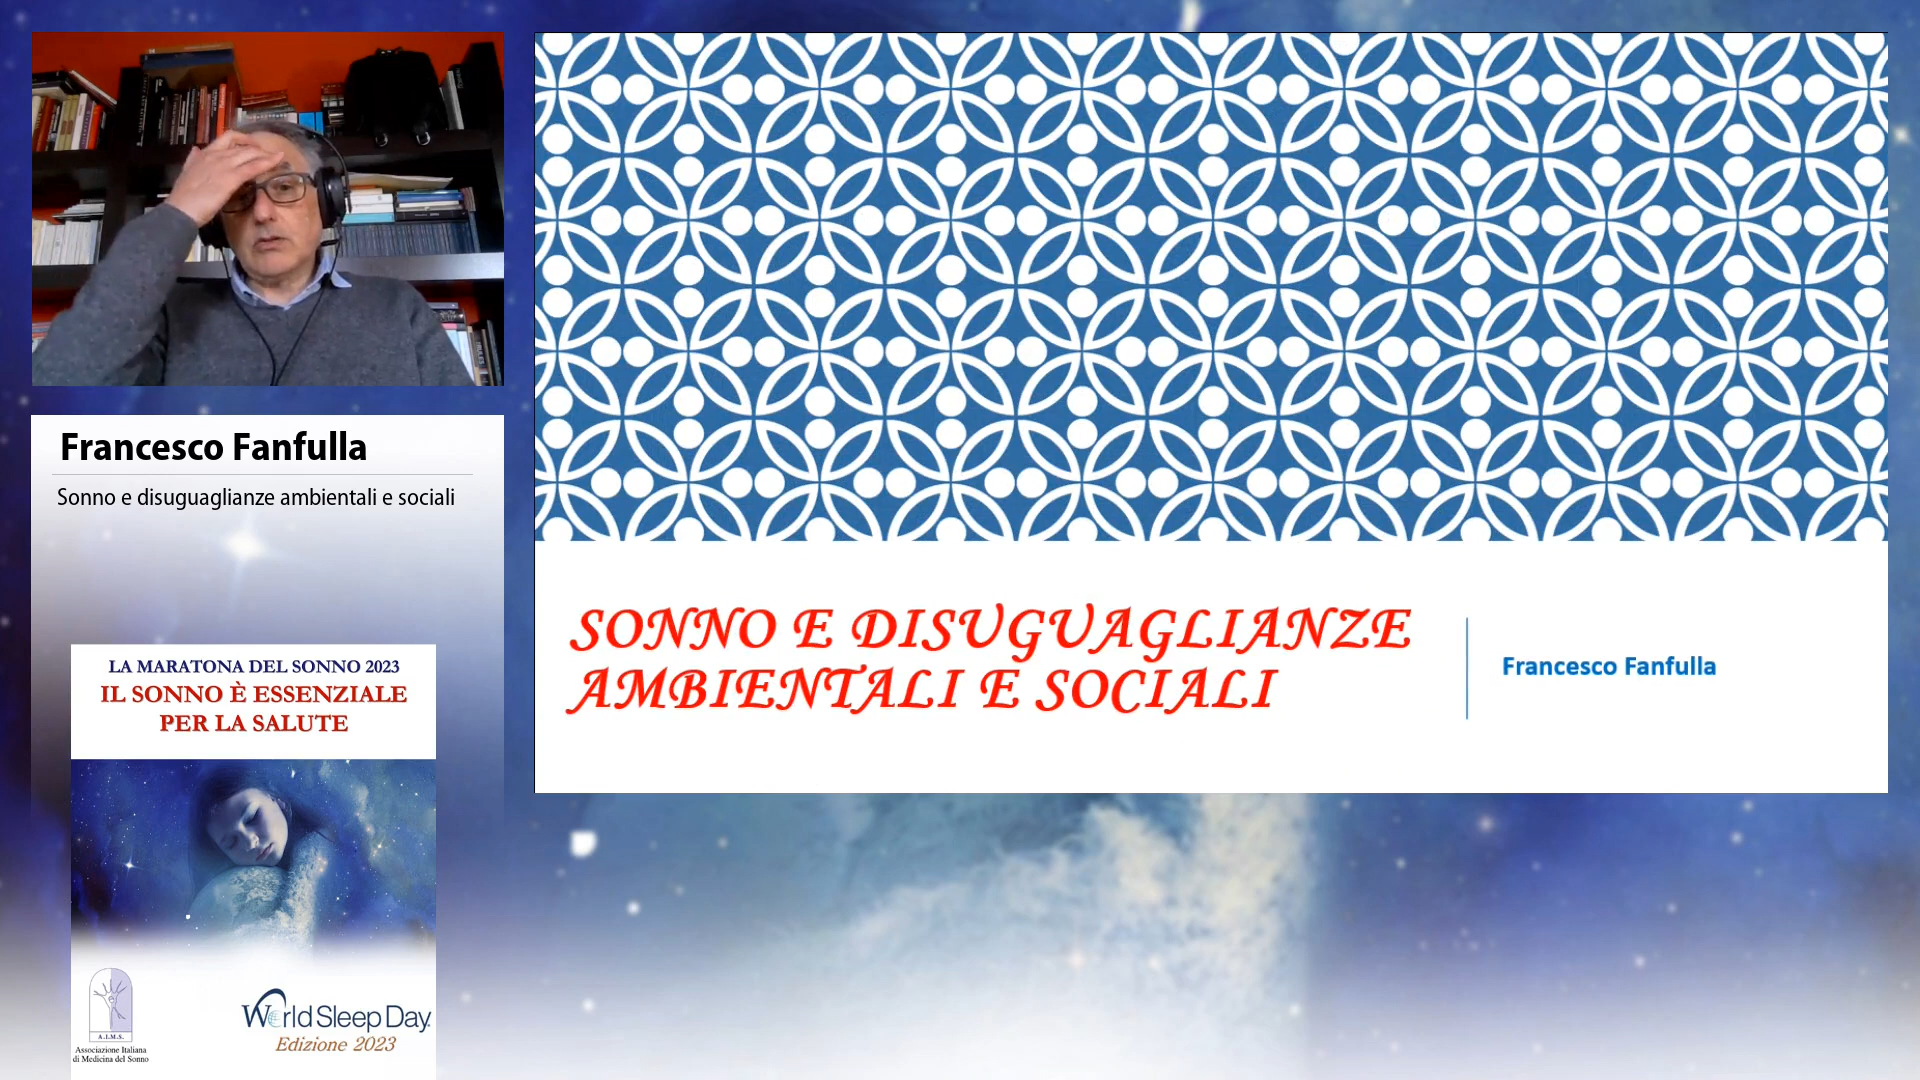 Francesco Fanfulla
Sonno e disuguaglianze ambientali e sociali
LA MARATONA DEL SONNO 2023
IL SONNO È ESSENZIALE
PER LA SALUTE
A.I.M.S.
Associazione Italiana
di Medicina del Sonno
World Sleep Day
Edizione 2023
SONNO E DISUGUAGLIANZE
AMBIENTALI E SOCIALI
Francesco Fanfulla